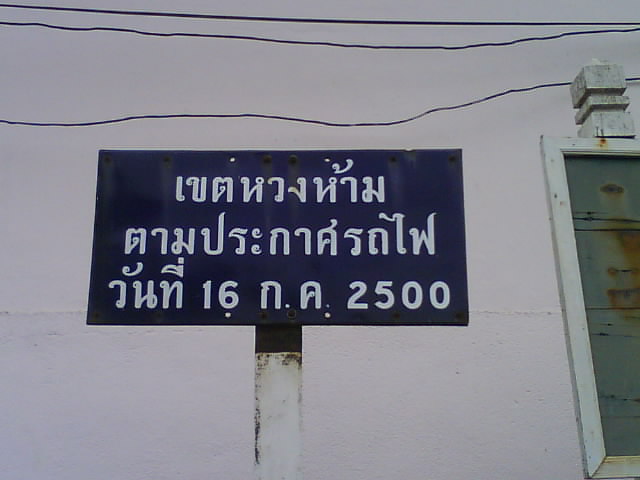 เขตหวงห้าม
ตามประกาศรถไฟ
วันที่ 16 ก.ค. 2500